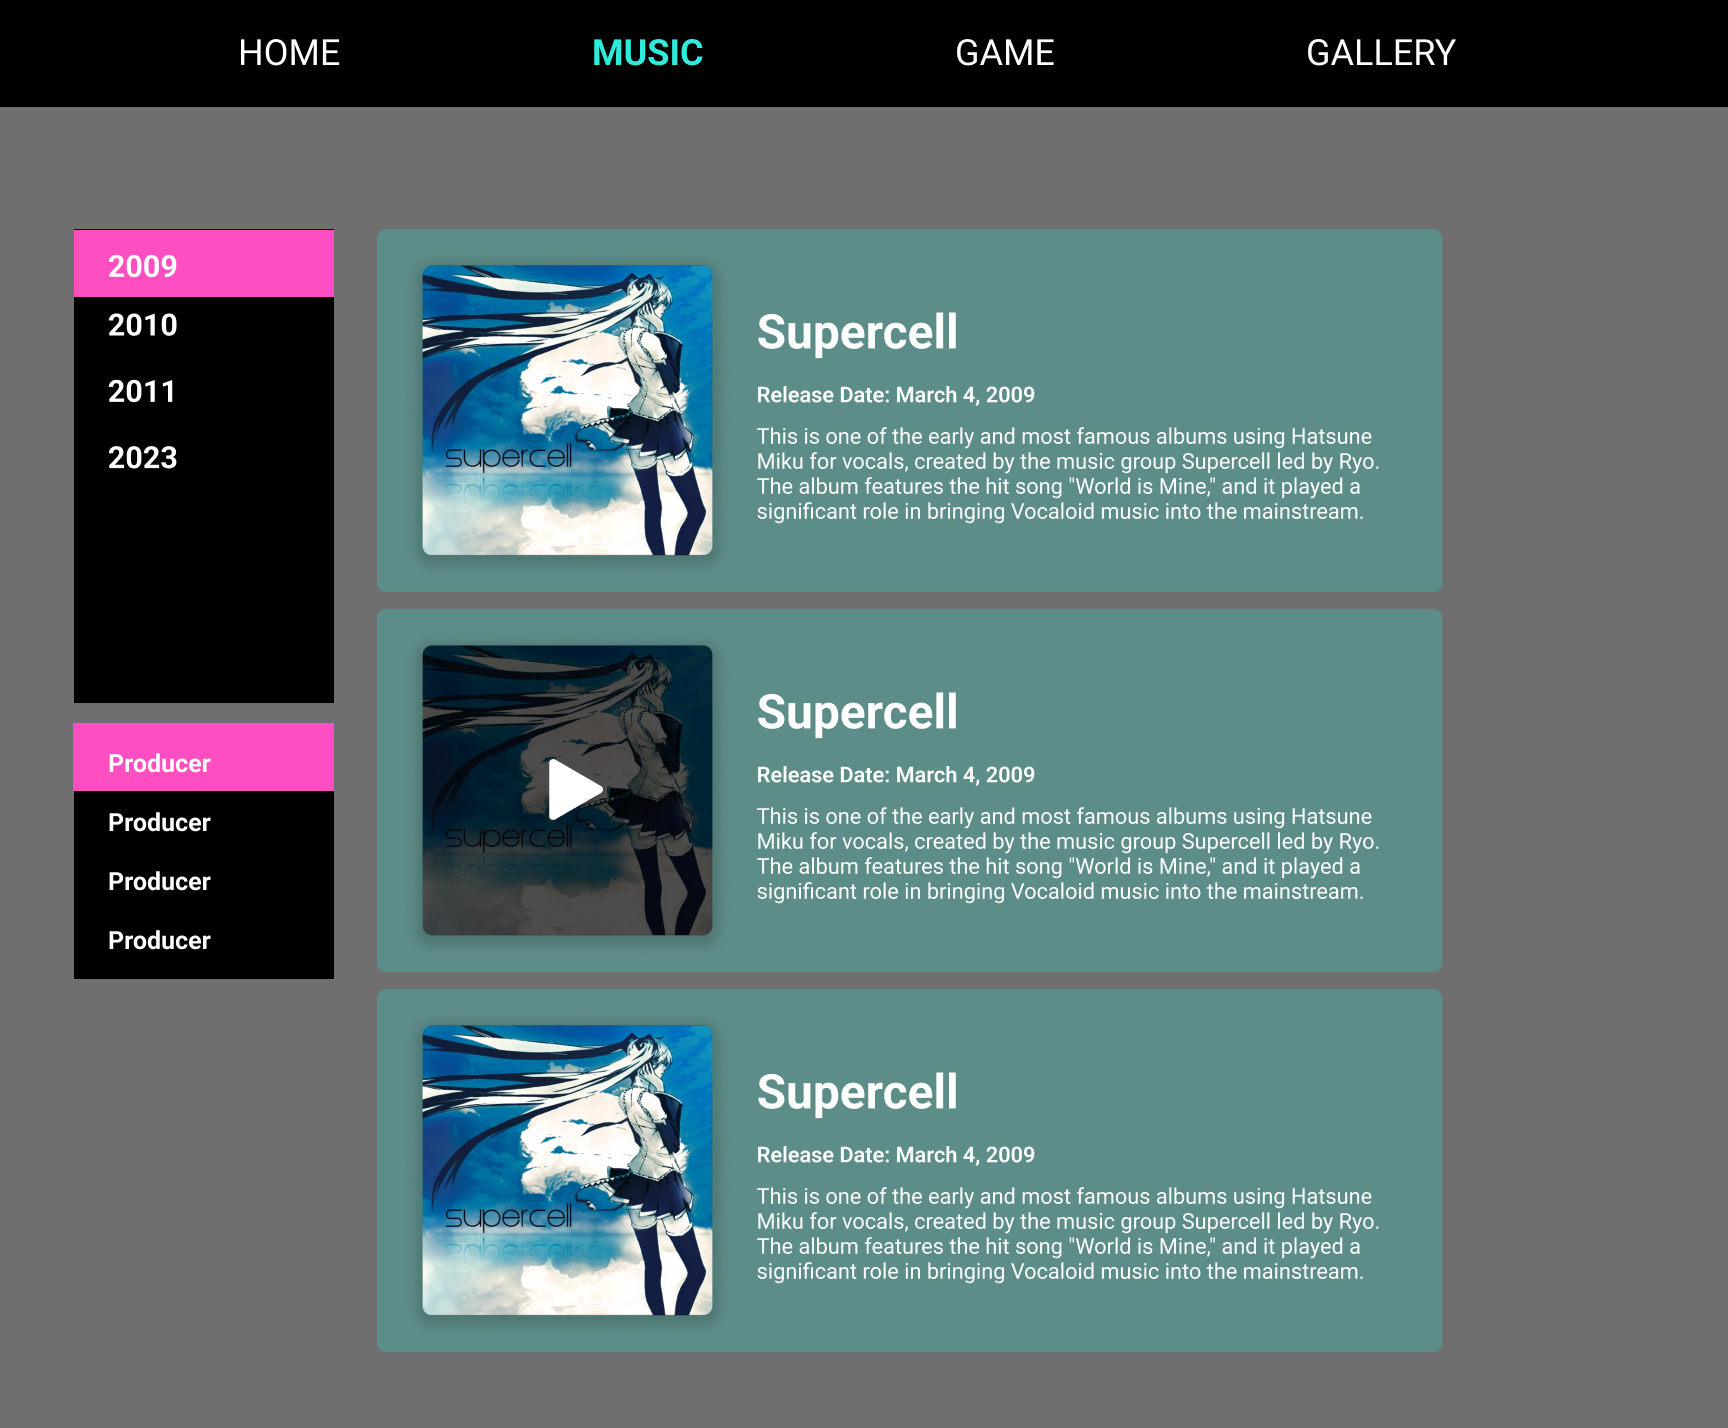 HOME MUSIC GAME GALLERY
2009
2010
2011
2023
Producer
Producer
Producer
Producer
supercell
Supercell
Release Date: March 4, 2009
This is one of the early and most famous albums using Hatsune
Miku for vocals, created by the music group Supercell led by Ryo.
The album features the hit song "World is Mine," and it played a
significant role in bringing Vocaloid music into the mainstream.
supercell
Supercell
Release Date: March 4, 2009
This is one of the early and most famous albums using Hatsune
Miku for vocals, created by the music group Supercell led by Ryo.
The album features the hit song "World is Mine," and it played a
significant role in bringing Vocaloid music into the mainstream.
supercell
Supercell
Release Date: March 4, 2009
This is one of the early and most famous albums using Hatsune
Miku for vocals, created by the music group Supercell led by Ryo.
The album features the hit song "World is Mine," and it played a
significant role in bringing Vocaloid music into the mainstream.